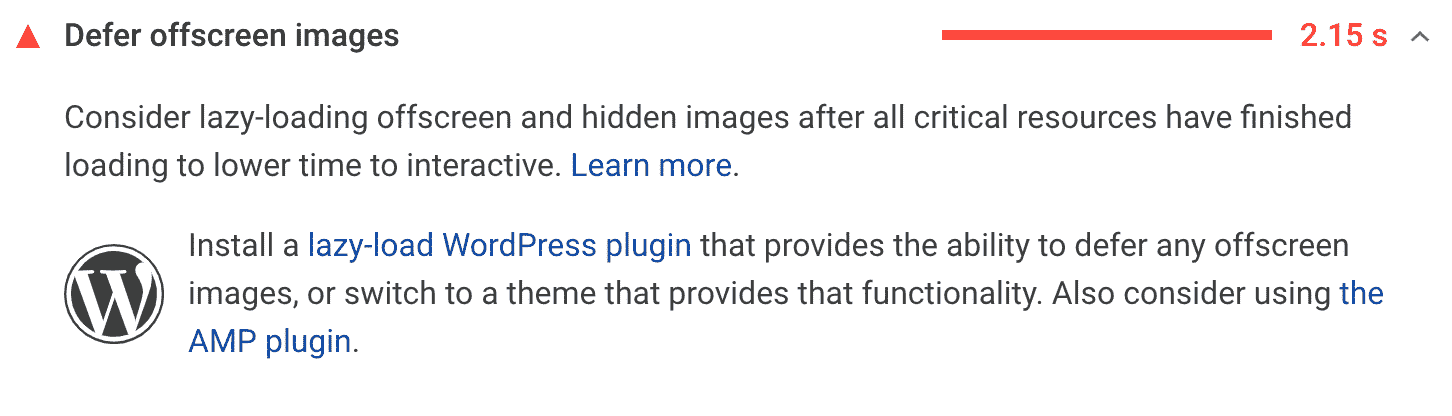 Defer offscreen images 2.15 s
Consider lazy-loading offscreen and hidden images after all critical resources have finished
loading to lower time to interactive. Learn more.
Install a lazy-load WordPress plugin that provides the ability to defer any offscreen
images, or switch to a theme that provides that functionality. Also consider using the
AMP plugin.